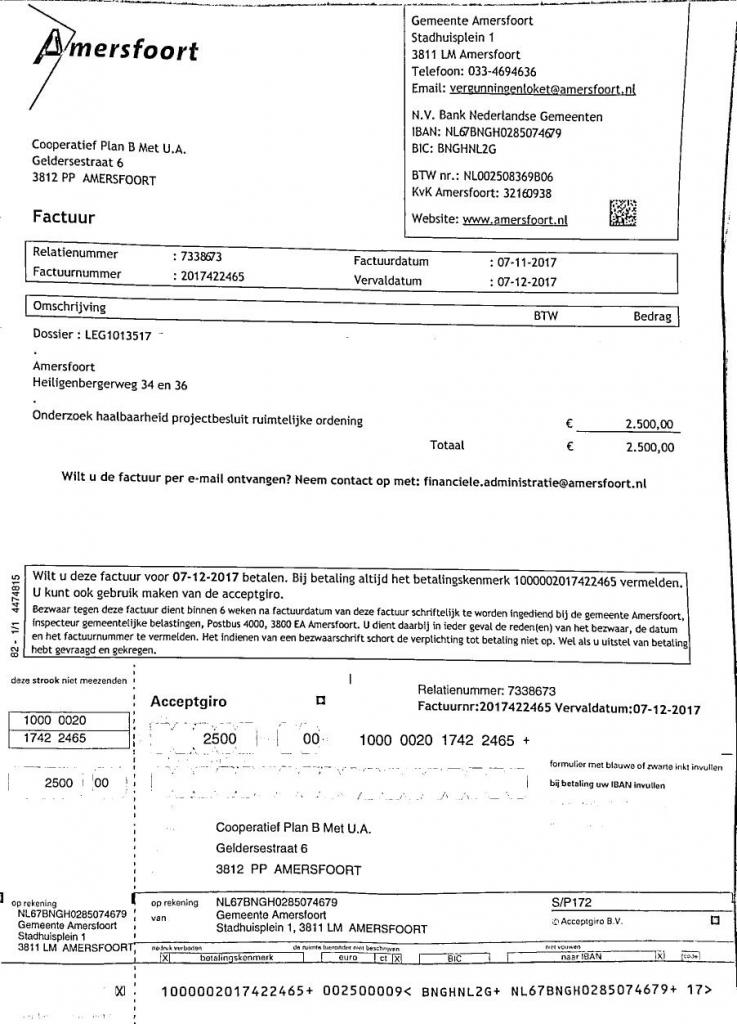 Amersfoort
Gemeente Amersfoort
Stadhuisplein 1
3811 LM Amersfoort
Telefoon: 033-4694636
Email: vergunningenloket@amersfoort.nl
N.V. Bank Nederlandse Gemeenten
IBAN: NL67BNGH0285074679
BIC: BNGHNL2G
BTW nr.: NL002508369B06
KvK Amersfoort: 32160938
Website: www.amersfoort.nl
Cooperatief Plan B Met U.A.
Geldersestraat 6
3812 PP AMERSFOORT
Factuur
Relatienummer : 7338673 Factuurdatum : 07-11-2017
Factuurnummer : 2017422465 Vervaldatum : 07-12-2017
Omschrijving BTW Bedrag
Dossier : LEG1013517
.
Amersfoort
Heiligenbergerweg 34 en 36
.
Onderzoek haalbaarheid projectbesluit ruimtelijke ordening € 2.500,00
Totaal € 2.500,00
Wilt u de factuur per e-mail ontvangen? Neem contact op met: financiele.administratie@amersfoort.nl
82 - 1/1 4474815
Wilt u deze factuur voor 07-12-2017 betalen. Bij betaling altijd het betalingskenmerk 1000002017422465 vermelden.
U kunt ook gebruik maken van de acceptgiro.
Bezwaar tegen deze factuur dient binnen 6 weken na factuurdatum van deze factuur schriftelijk te worden ingediend bij de gemeente Amersfoort,
inspecteur gemeentelijke belastingen, Postbus 4000, 3800 EA Amersfoort. U dient daarbij in ieder geval de reden(en) van het bezwaar, de datum
en het factuurnummer te vermelden. Het indienen van een bezwaarschrift schort de verplichting tot betaling niet op. Wel als u uitstel van betaling
hebt gevraagd en gekregen.
deze strook niet meezenden
1000 0020
1742 2465
2500 00
Acceptgiro
Relatienummer: 7338673
Factuurnr:2017422465 Vervaldatum:07-12-2017
2500 00 1000 0020 1742 2465 +
formulier met blauwe of zwarte inkt invullen
bij betaling uw IBAN invullen
Cooperatief Plan B Met U.A.
Geldersestraat 6
3812 PP AMERSFOORT
op rekening
NL67BNGH0285074679
Gemeente Amersfoort
Stadhuisplein 1
3811 LM AMERSFOORT
op rekening NL67BNGH0285074679 S/P172
van Gemeente Amersfoort © Acceptgiro B.V.
Stadhuisplein 1, 3811 LM AMERSFOORT
nadruk verboden de ruimte hieronder niet beschrijven niet vouwen
X betalingskenmerk euro ct X BIC naar IBAN X code
X 1000002017422465+ 002500009< BNGHNL2G+ NL67BNGH0285074679+ 17>